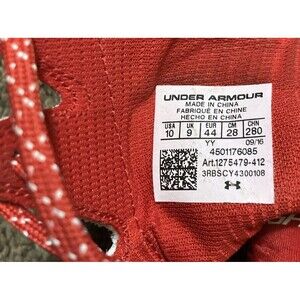 UNDER ARMOUR
MADE IN CHINA
FABRIQUÉ EN CHINE
HECHO EN CHINA
USA UK EUR CM CHN
10 9 44 28 280
YY 09/16
4501176085
Art.1275479-412
3RBSCY4300108